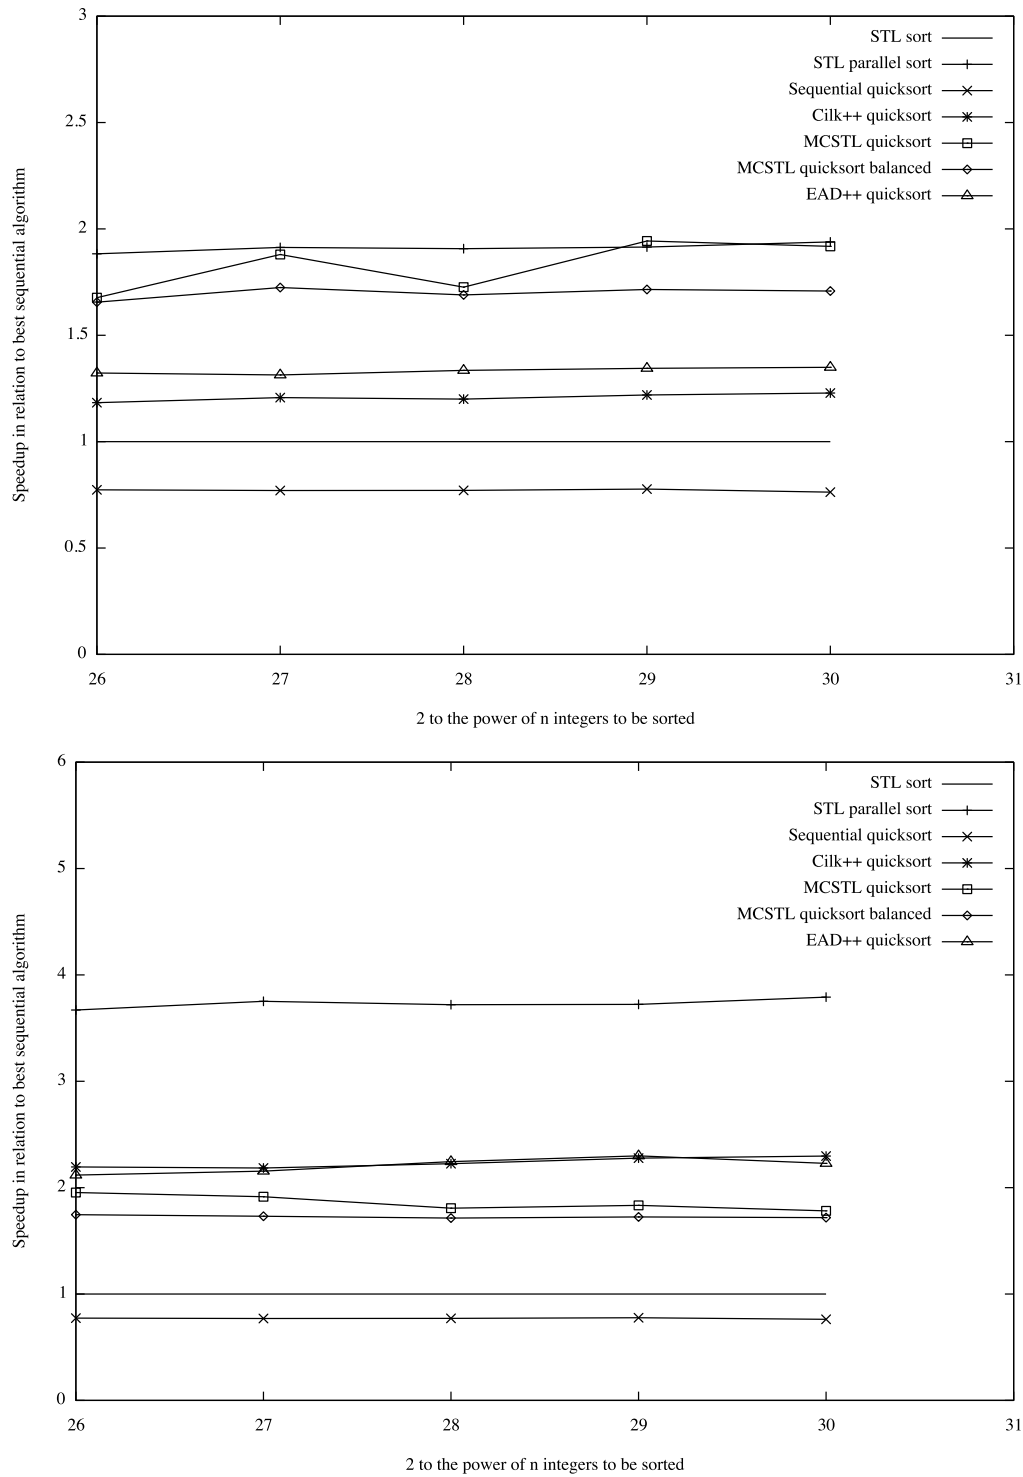 3
2.5
2
1.5
1
0.5
0
Speedup in relation to best sequential algorithm
STL sort
STL parallel sort
Sequential quicksort
Cilk++ quicksort
MCSTL quicksort
MCSTL quicksort balanced
EAD++ quicksort
26 27 28 29 30 31
2 to the power of n integers to be sorted
6
5
4
3
2
1
0
Speedup in relation to best sequential algorithm
STL sort
STL parallel sort
Sequential quicksort
Cilk++ quicksort
MCSTL quicksort
MCSTL quicksort balanced
EAD++ quicksort
26 27 28 29 30 31
2 to the power of n integers to be sorted